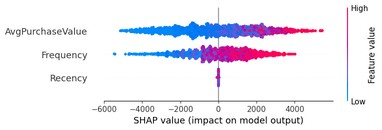 High
AvgPurchaseValue
Frequency
Recency
Feature value
Low
−6000 −4000 −2000 0 2000 4000
SHAP value (impact on model output)